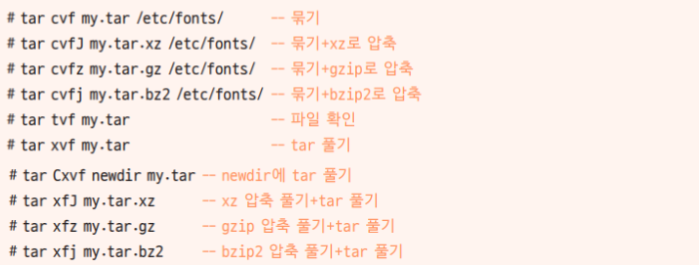 # tar cvf my.tar /etc/fonts/ -- 묶기
# tar cvfJ my.tar.xz /etc/fonts/ -- 묶기+xz로 압축
# tar cvfz my.tar.gz /etc/fonts/ -- 묶기+gzip로 압축
# tar cvfj my.tar.bz2 /etc/fonts/ -- 묶기+bzip2로 압축
# tar tvf my.tar -- 파일 확인
# tar xvf my.tar -- tar 풀기
# tar Cxvf newdir my.tar -- newdir에 tar 풀기
# tar xfJ my.tar.xz -- xz 압축 풀기+tar 풀기
# tar xfz my.tar.gz -- gzip 압축 풀기+tar 풀기
# tar xfj my.tar.bz2 -- bzip2 압축 풀기+tar 풀기